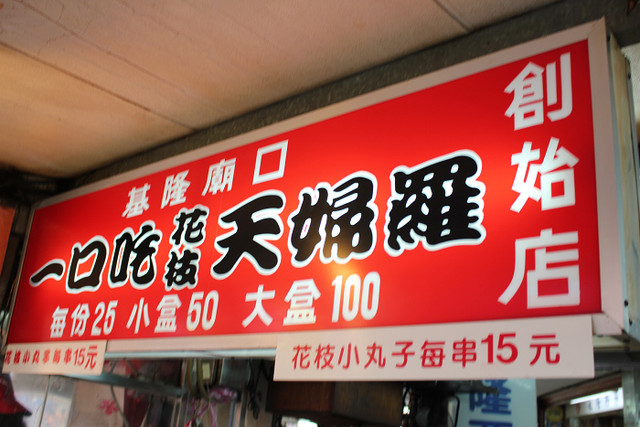 基隆廟口
一口吃花枝天婦羅
每份25 小盒50 大盒100
創始店
花枝小丸子每串15元
花枝小丸子每串15元
隆